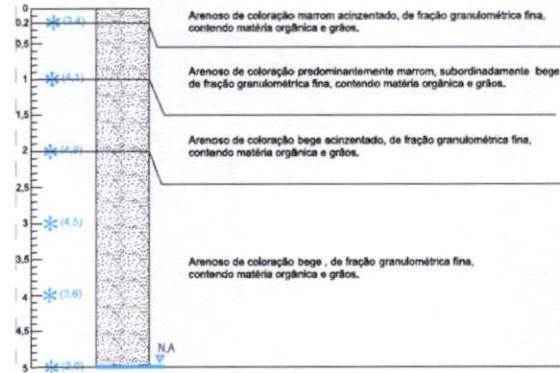 0
0,2
(3,4)
Arenoso de coloração marrom acinzentado, de fração granulométrica fina,
contendo matéria orgânica e grãos.
0,5
1
(4,1)
Arenoso de coloração predominantemente marrom, subordinadamente bege
de fração granulométrica fina, contendo matéria orgânica e grãos.
1,5
Arenoso de coloração bege acinzentado, de fração granulométrica fina,
contendo matéria orgânica e grãos.
2
2,5
3
(4,5)
3,5
Arenoso de coloração bege , de fração granulométrica fina,
contendo matéria orgânica e grãos.
4
(3,6)
4,5
N.A
5